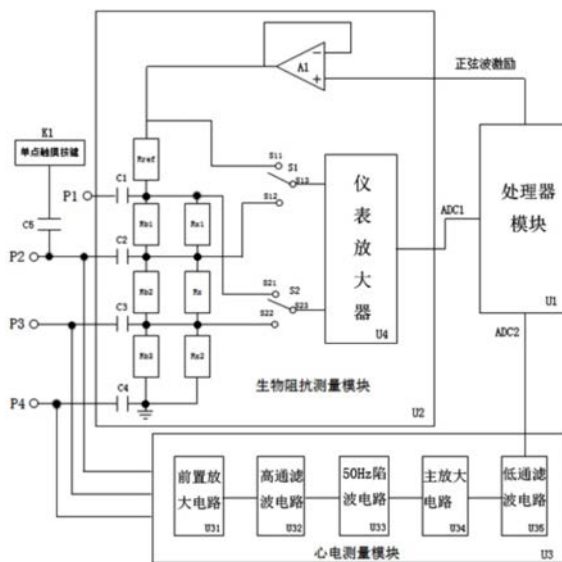 正弦波激励
A1
K1
单点触摸按键
C5
P1
P2
P3
P4
C1
C2
C3
C4
Rref
Rb1
Rb2
Rb3
Rx1
Rx
Rx2
S11
S1
S13
S12
S21
S2
S23
S22
仪表放大器
U4
ADC1
处理器
模块
U1
ADC2
生物阻抗测量模块
U2
前置放
大电路
U31
高通滤
波电路
U32
50Hz陷
波电路
U33
主放大
电路
U34
低通滤
波电路
U35
心电测量模块
U3